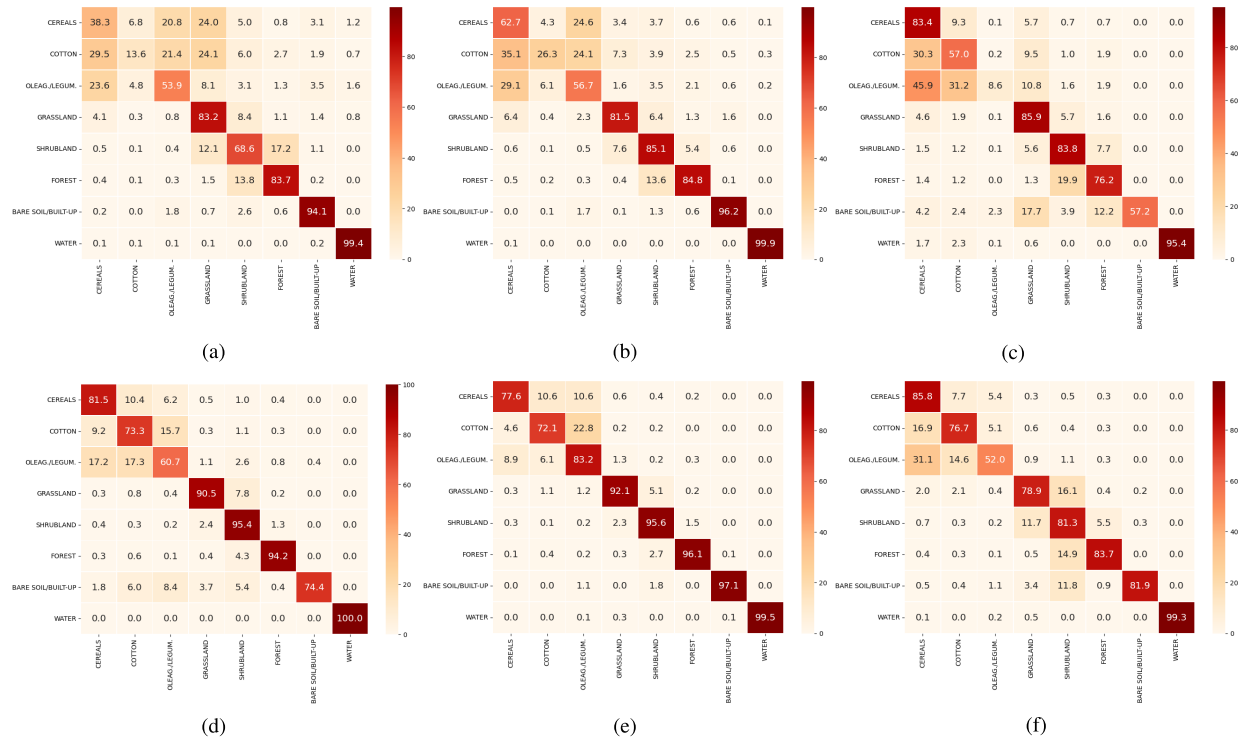 CEREALS 38.3 6.8 20.8 24.0 5.0 0.8 3.1 1.2
COTTON 29.5 13.6 21.4 24.1 6.0 2.7 1.9 0.7
OLEAG./LEGUM. 23.6 4.8 53.9 8.1 3.1 1.3 3.5 1.6
GRASSLAND 4.1 0.3 0.8 83.2 8.4 1.1 1.4 0.8
SHRUBLAND 0.5 0.1 0.4 12.1 68.6 17.2 1.1 0.0
FOREST 0.4 0.1 0.3 1.5 13.8 83.7 0.2 0.0
BARE SOIL/BUILT-UP 0.2 0.0 1.8 0.7 2.6 0.6 94.1 0.0
WATER 0.1 0.1 0.1 0.1 0.0 0.0 0.2 99.4
CEREALS COTTON OLEAG./LEGUM. GRASSLAND SHRUBLAND FOREST BARE SOIL/BUILT-UP WATER
80
60
40
20
0
(a)
CEREALS 62.7 4.3 24.6 3.4 3.7 0.6 0.6 0.1
COTTON 35.1 26.3 24.1 7.3 3.9 2.5 0.5 0.3
OLEAG./LEGUM. 29.1 6.1 56.7 1.6 3.5 2.1 0.6 0.2
GRASSLAND 6.4 0.4 2.3 81.5 6.4 1.3 1.6 0.0
SHRUBLAND 0.6 0.1 0.5 7.6 85.1 5.4 0.6 0.0
FOREST 0.5 0.2 0.3 0.4 13.6 84.8 0.1 0.0
BARE SOIL/BUILT-UP 0.0 0.1 1.7 0.1 1.3 0.6 96.2 0.0
WATER 0.1 0.0 0.0 0.0 0.0 0.0 0.0 99.9
CEREALS COTTON OLEAG./LEGUM. GRASSLAND SHRUBLAND FOREST BARE SOIL/BUILT-UP WATER
80
60
40
20
0
(b)
CEREALS 83.4 9.3 0.1 5.7 0.7 0.7 0.0 0.0
COTTON 30.3 57.0 0.2 9.5 1.0 1.9 0.0 0.0
OLEAG./LEGUM. 45.9 31.2 8.6 10.8 1.6 1.9 0.0 0.0
GRASSLAND 4.6 1.9 0.1 85.9 5.7 1.6 0.0 0.0
SHRUBLAND 1.5 1.2 0.1 5.6 83.8 7.7 0.0 0.0
FOREST 1.4 1.2 0.0 1.3 19.9 76.2 0.0 0.0
BARE SOIL/BUILT-UP 4.2 2.4 2.3 17.7 3.9 12.2 57.2 0.0
WATER 1.7 2.3 0.1 0.6 0.0 0.0 0.0 95.4
CEREALS COTTON OLEAG./LEGUM. GRASSLAND SHRUBLAND FOREST BARE SOIL/BUILT-UP WATER
80
60
40
20
0
(c)
CEREALS 81.5 10.4 6.2 0.5 1.0 0.4 0.0 0.0
COTTON 9.2 73.3 15.7 0.3 1.1 0.3 0.0 0.0
OLEAG./LEGUM. 17.2 17.3 60.7 1.1 2.6 0.8 0.4 0.0
GRASSLAND 0.3 0.8 0.4 90.5 7.8 0.2 0.0 0.0
SHRUBLAND 0.4 0.3 0.2 2.4 95.4 1.3 0.0 0.0
FOREST 0.3 0.6 0.1 0.4 4.3 94.2 0.0 0.0
BARE SOIL/BUILT-UP 1.8 6.0 8.4 3.7 5.4 0.4 74.4 0.0
WATER 0.0 0.0 0.0 0.0 0.0 0.0 0.0 100.0
CEREALS COTTON OLEAG./LEGUM. GRASSLAND SHRUBLAND FOREST BARE SOIL/BUILT-UP WATER
100
80
60
40
20
0
(d)
CEREALS 77.6 10.6 10.6 0.6 0.4 0.2 0.0 0.0
COTTON 4.6 72.1 22.8 0.2 0.2 0.0 0.0 0.0
OLEAG./LEGUM. 8.9 6.1 83.2 1.3 0.2 0.3 0.0 0.0
GRASSLAND 0.3 1.1 1.2 92.1 5.1 0.2 0.0 0.0
SHRUBLAND 0.3 0.1 0.2 2.3 95.6 1.5 0.0 0.0
FOREST 0.1 0.4 0.2 0.3 2.7 96.1 0.1 0.0
BARE SOIL/BUILT-UP 0.0 0.0 1.1 0.0 1.8 0.0 97.1 0.0
WATER 0.0 0.0 0.1 0.3 0.0 0.0 0.1 99.5
CEREALS COTTON OLEAG./LEGUM. GRASSLAND SHRUBLAND FOREST BARE SOIL/BUILT-UP WATER
80
60
40
20
0
(e)
CEREALS 85.8 7.7 5.4 0.3 0.5 0.3 0.0 0.0
COTTON 16.9 76.7 5.1 0.6 0.4 0.2 0.0 0.0
OLEAG./LEGUM. 31.1 14.6 52.0 0.9 1.1 0.3 0.0 0.0
GRASSLAND 2.0 2.1 0.4 78.9 16.1 0.4 0.2 0.0
SHRUBLAND 0.7 0.3 0.2 11.7 81.3 5.5 0.3 0.0
FOREST 0.4 0.3 0.1 0.5 14.9 83.7 0.0 0.0
BARE SOIL/BUILT-UP 0.5 0.4 1.1 3.4 11.8 0.9 81.9 0.0
WATER 0.1 0.0 0.2 0.5 0.0 0.0 0.0 99.3
CEREALS COTTON OLEAG./LEGUM. GRASSLAND SHRUBLAND FOREST BARE SOIL/BUILT-UP WATER
80
60
40
20
0
(f)